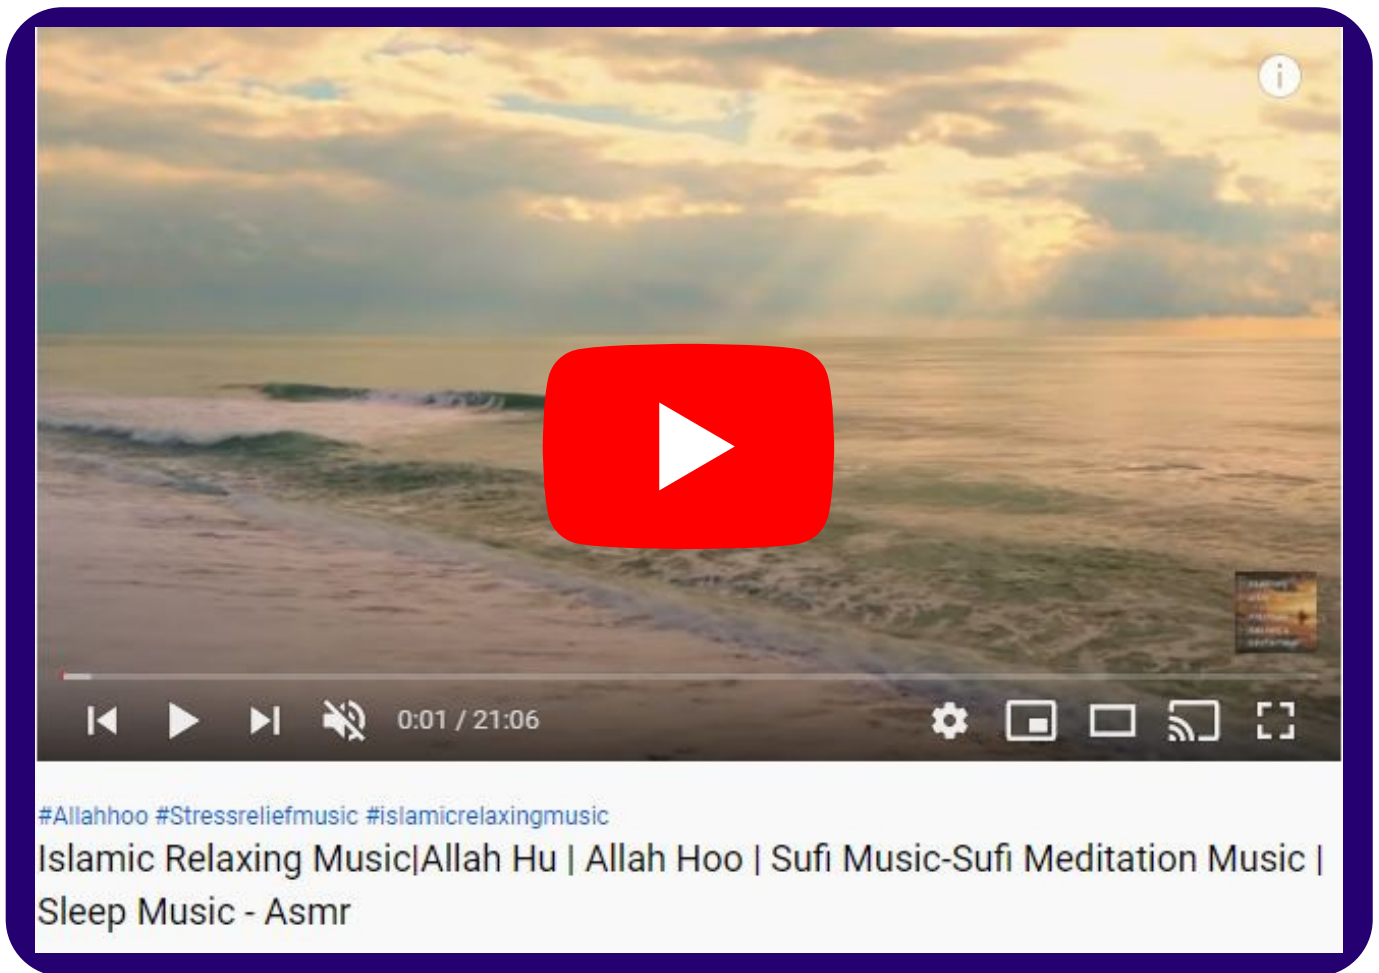 0:01 / 21:06
#Allahhoo #Stressreliefmusic #islamicrelaxingmusic
Islamic Relaxing Music|Allah Hu | Allah Hoo | Sufi Music-Sufi Meditation Music |
Sleep Music - Asmr